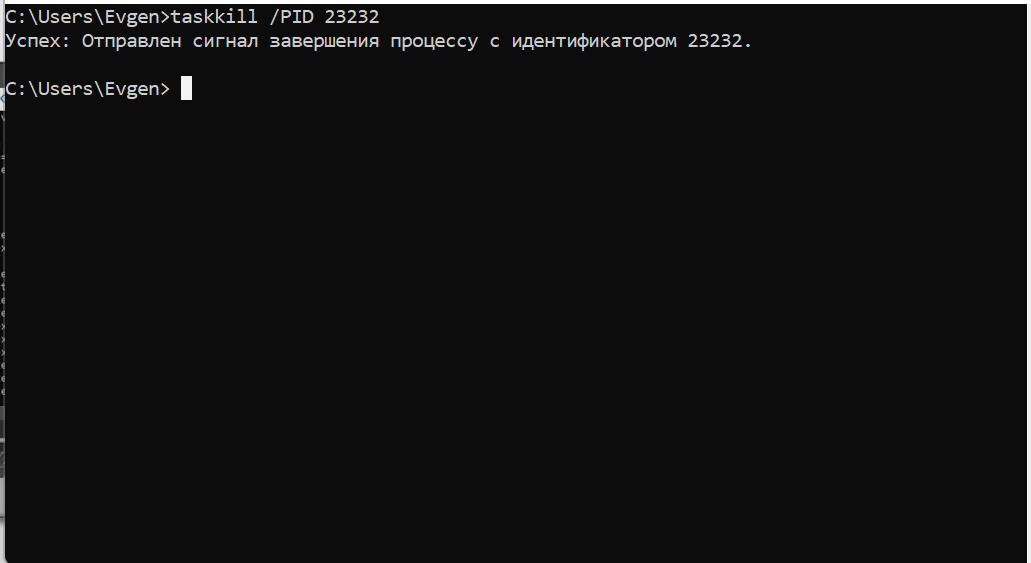 C:\Users\Evgen>taskkill /PID 23232
Успех: Отправлен сигнал завершения процессу с идентификатором 23232.
C:\Users\Evgen>